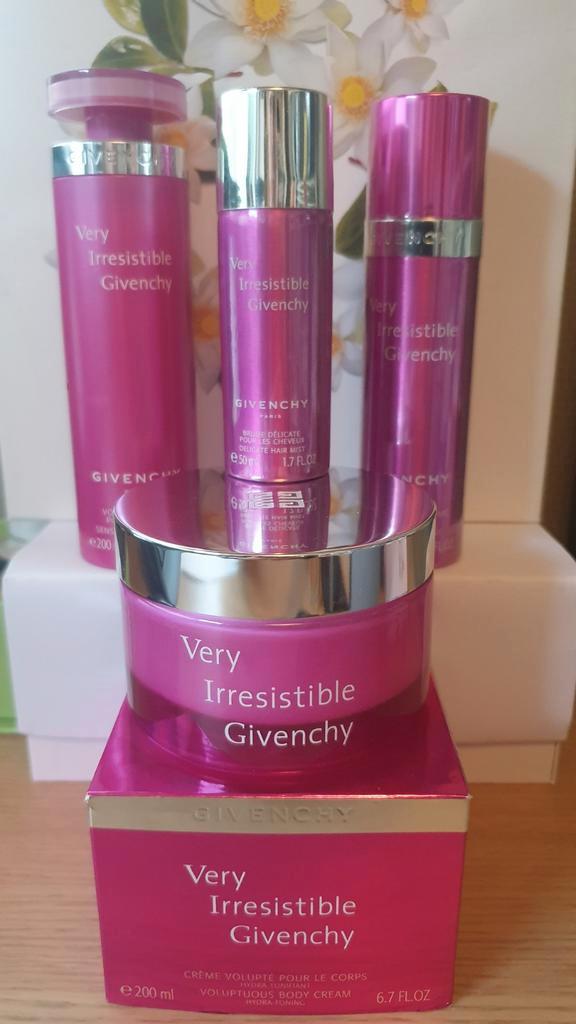 GIVENCHY
Very
Irresistible
Givenchy
GIVENCHY
℮200
Very
Irresistible
Givenchy
GIVENCHY
PARIS
BRUME DÉLICATE
POUR LES CHEVEUX
DELICATE HAIR MIST
℮50 1.7 FL.OZ
GIVENCHY
Very
Irresistible
Givenchy
Very
Irresistible
Givenchy
GIVENCHY
Very
Irresistible
Givenchy
CRÈME VOLUPTÉ POUR LE CORPS
HYDRA-TONIFIANT
VOLUPTUOUS BODY CREAM
HYDRA-TONING
℮200 ml 6.7 FL.OZ